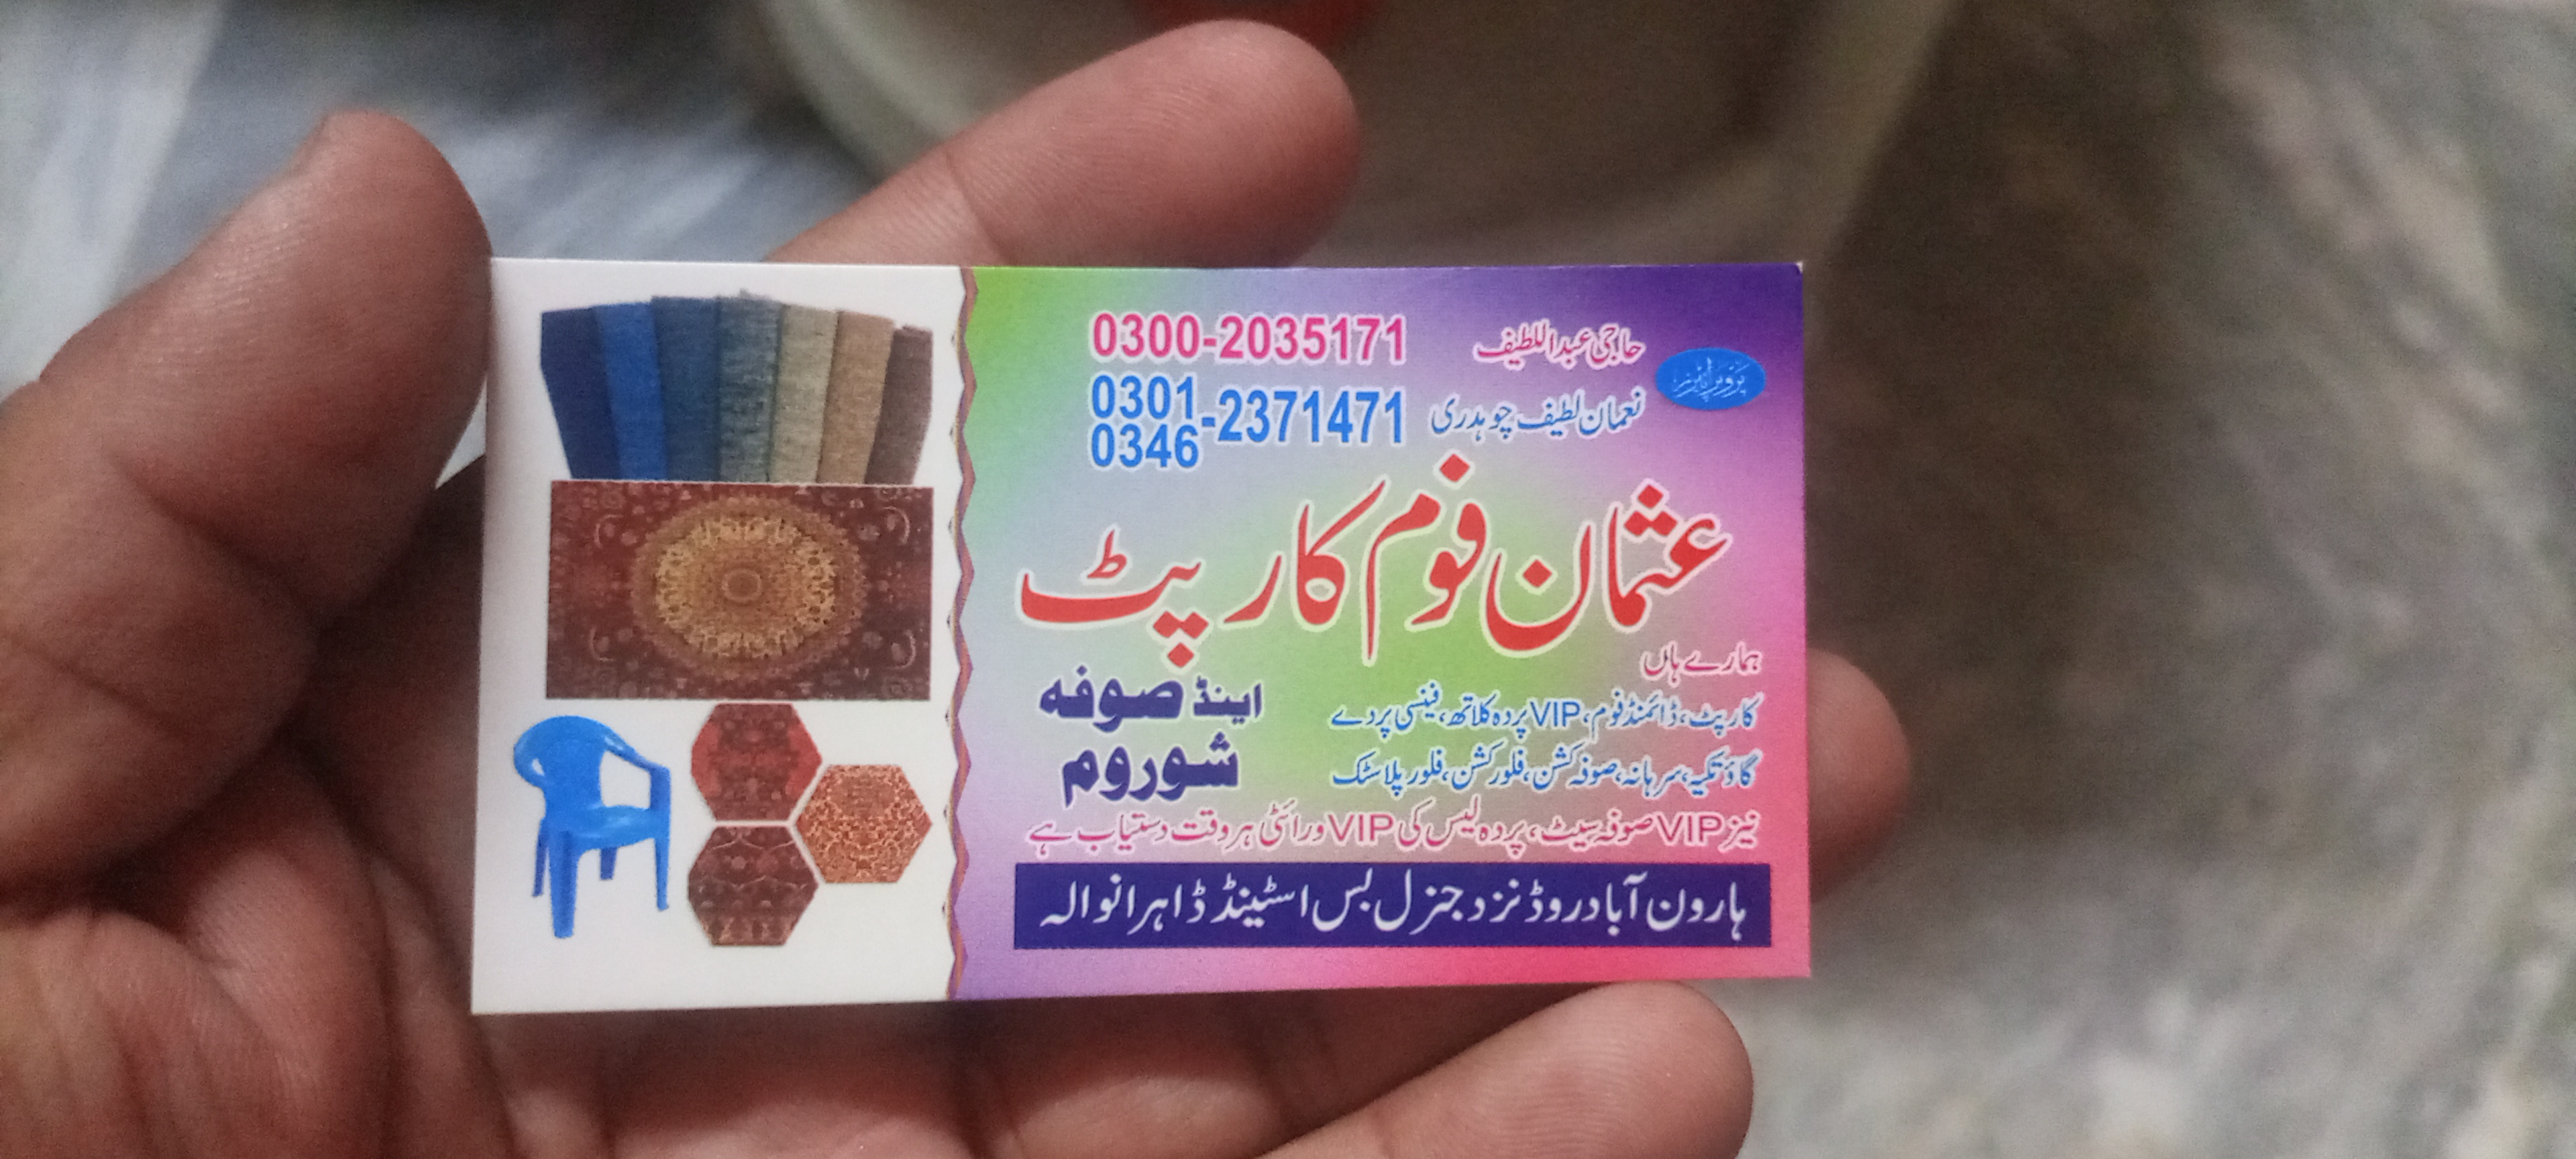 حاجی عبداللطیف 0300-2035171
پروپرائیٹرز
نعمان لطیف چوہدری 0301 0346 -2371471
عثمان فوم کارپٹ
اینڈ صوفہ
شوروم
ہمارے ہاں
کارپٹ، ڈائمنڈ فوم، VIP پردہ کلاتھ، فینسی پردے
گاؤ تکیہ، سرہانہ، صوفہ کشن، فلور کشن، فلور پلاسٹک
نیز VIP صوفہ سیٹ، پردہ لیس کی VIP ورائٹی ہر وقت دستیاب ہے
ہارون آباد روڈ نزد جنرل بس اسٹینڈ ڈاہرانوالہ